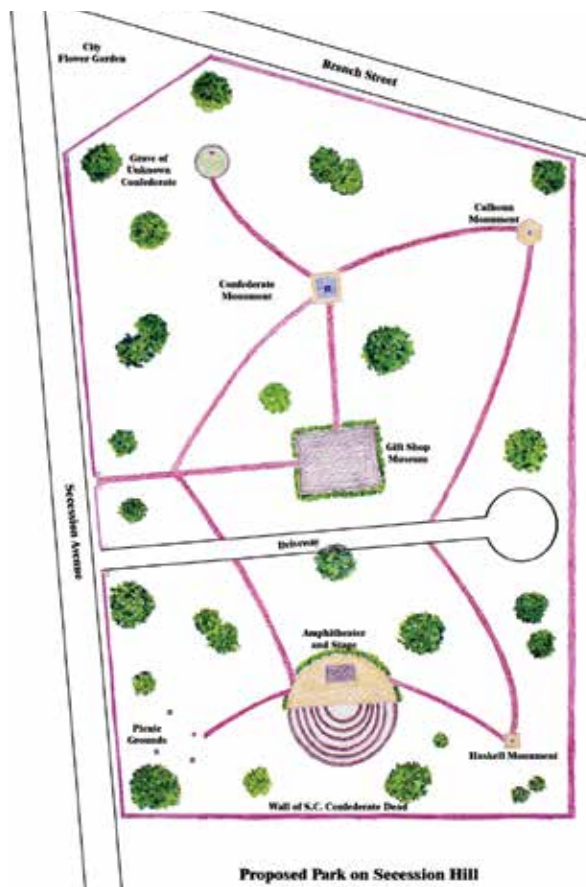 City
Flower Garden
Branch Street
Grave of
Unknown
Confederate
Calhoun
Monument
Confederate
Monument
Gift Shop
Museum
Secession Avenue
Driveway
Amphitheater
and Stage
Picnic
Grounds
Haskell Monument
Wall of S.C. Confederate Dead
Proposed Park on Secession Hill